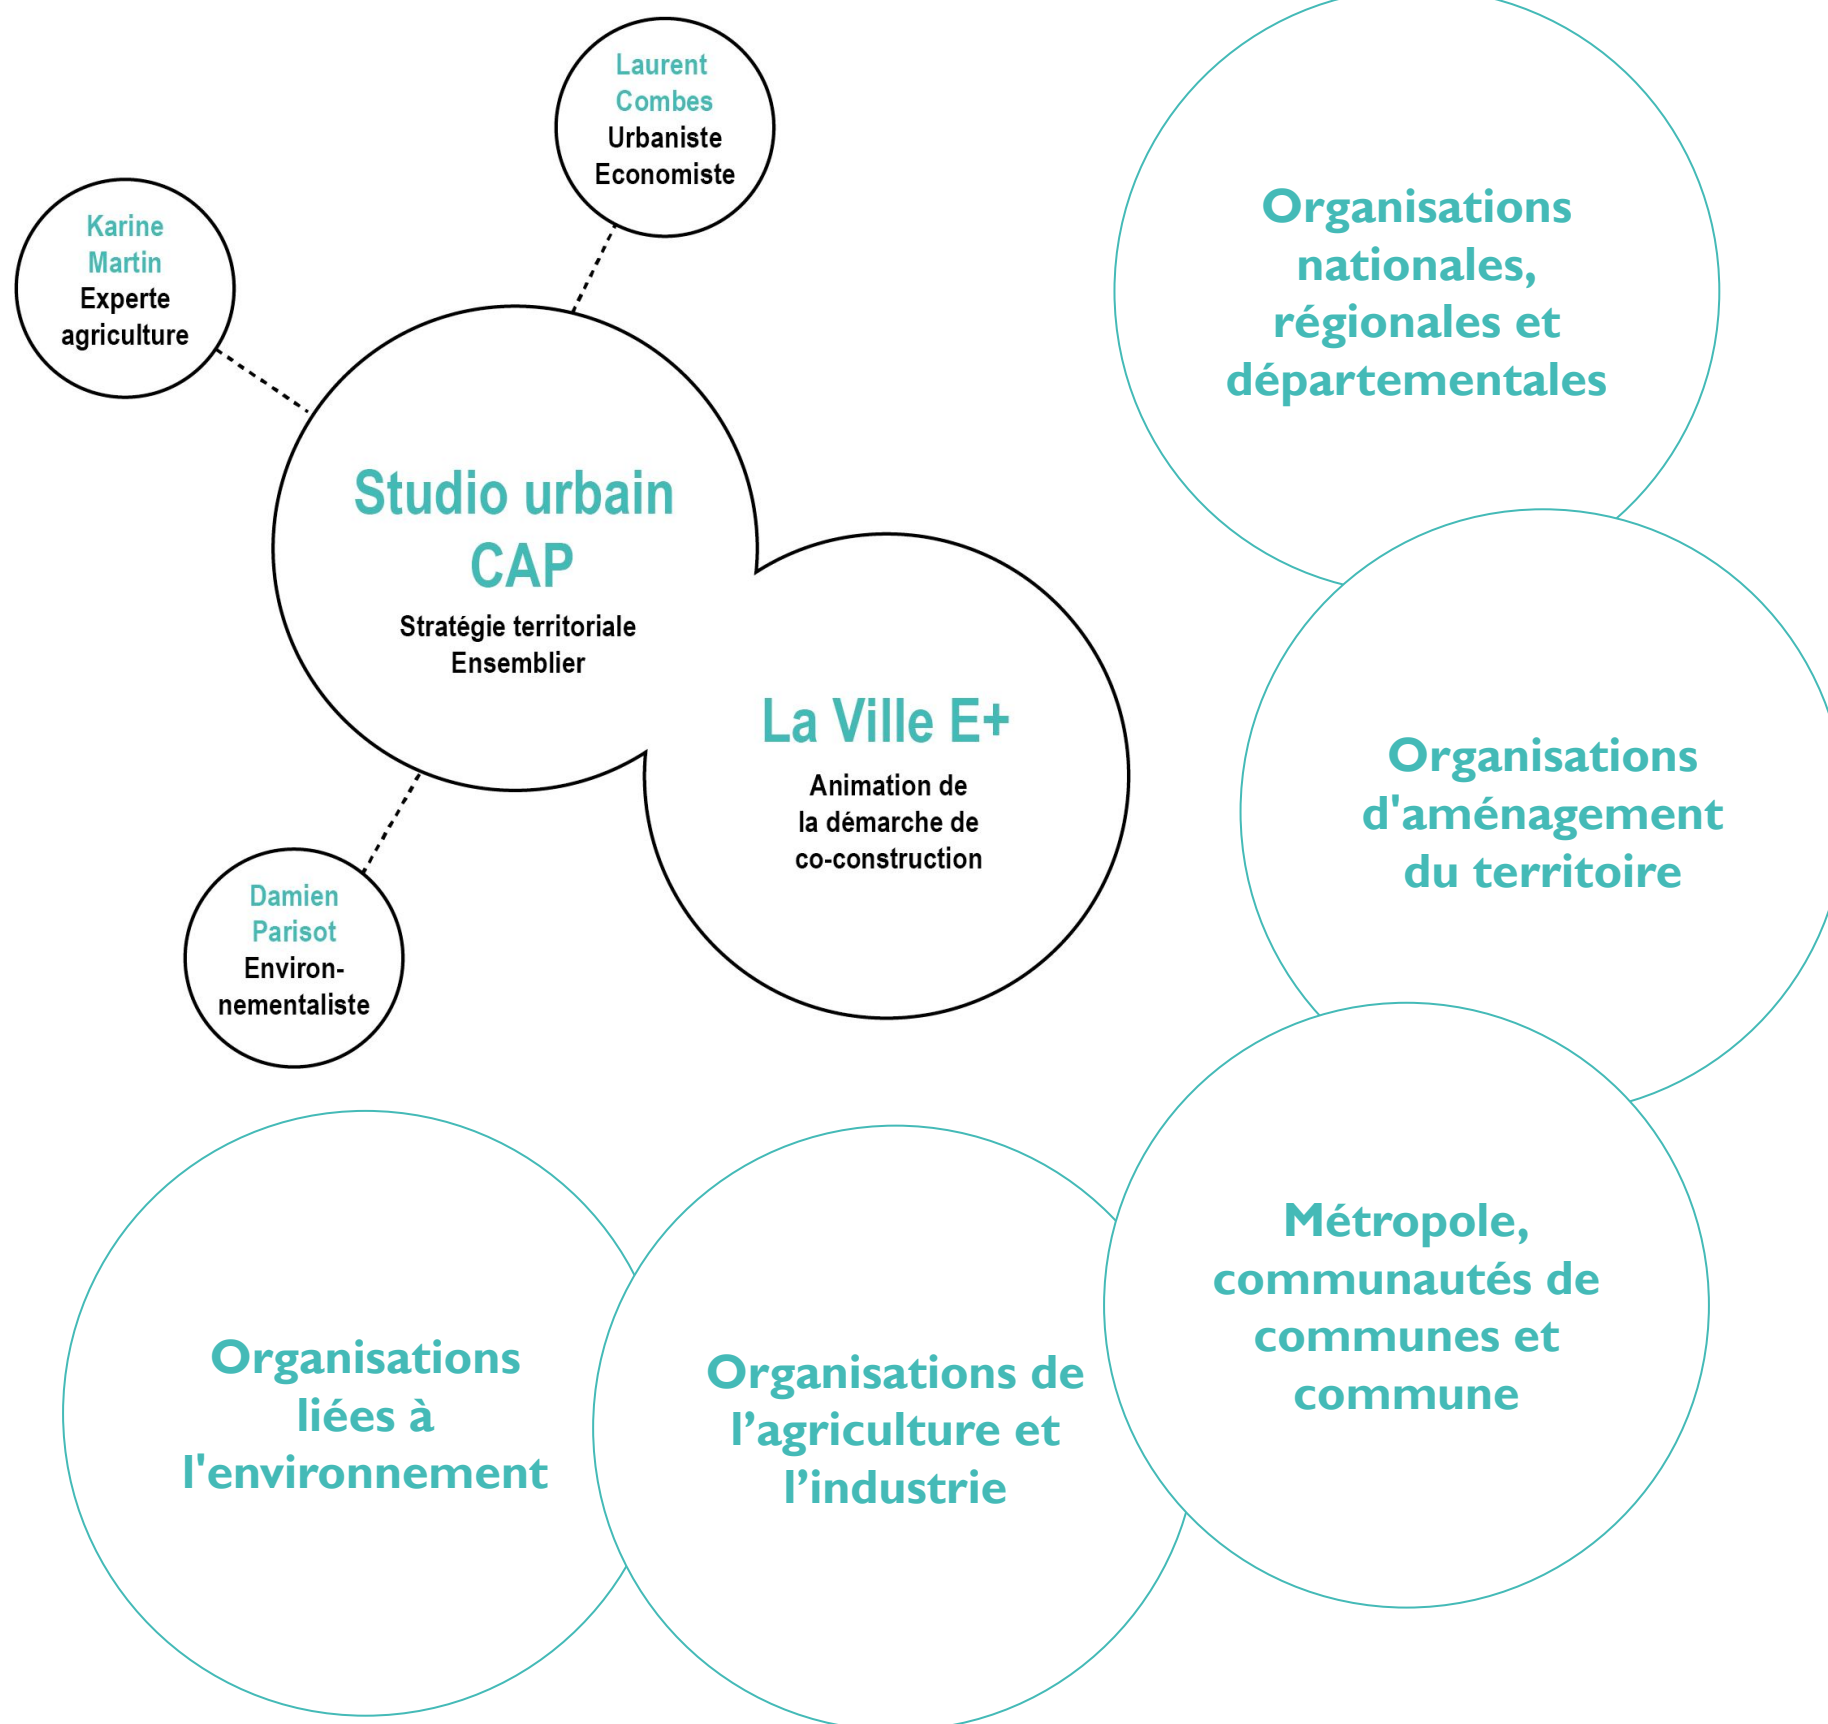 Laurent
Combes
Urbaniste
Economiste
Karine
Martin
Experte
agriculture
Studio urbain
CAP
Stratégie territoriale
Ensemblier
La Ville E+
Animation de
la démarche de
co-construction
Damien
Parisot
Environ-
nementaliste
Organisations
nationales,
régionales et
départementales
Organisations
d'aménagement
du territoire
Métropole,
communautés de
communes et
commune
Organisations de
l’agriculture et
l’industrie
Organisations
liées à
l'environnement